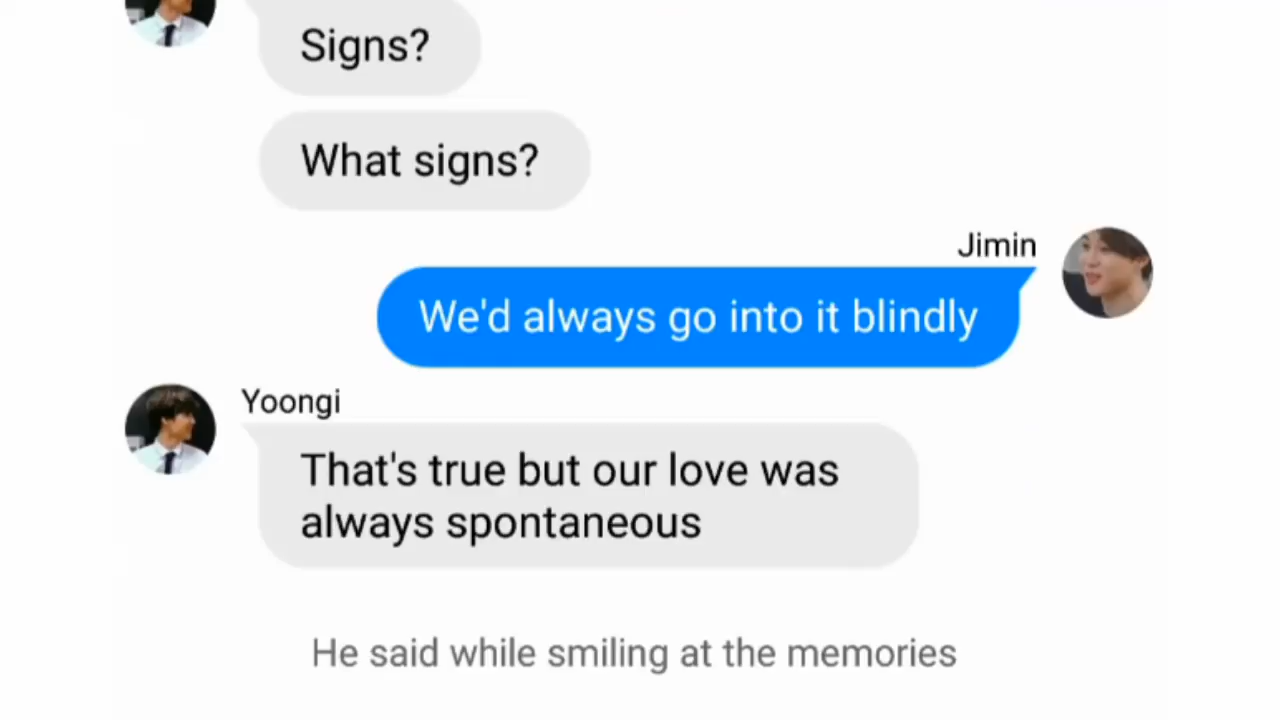 Signs?
What signs?
Jimin
We'd always go into it blindly
Yoongi
That's true but our love was
always spontaneous
He said while smiling at the memories